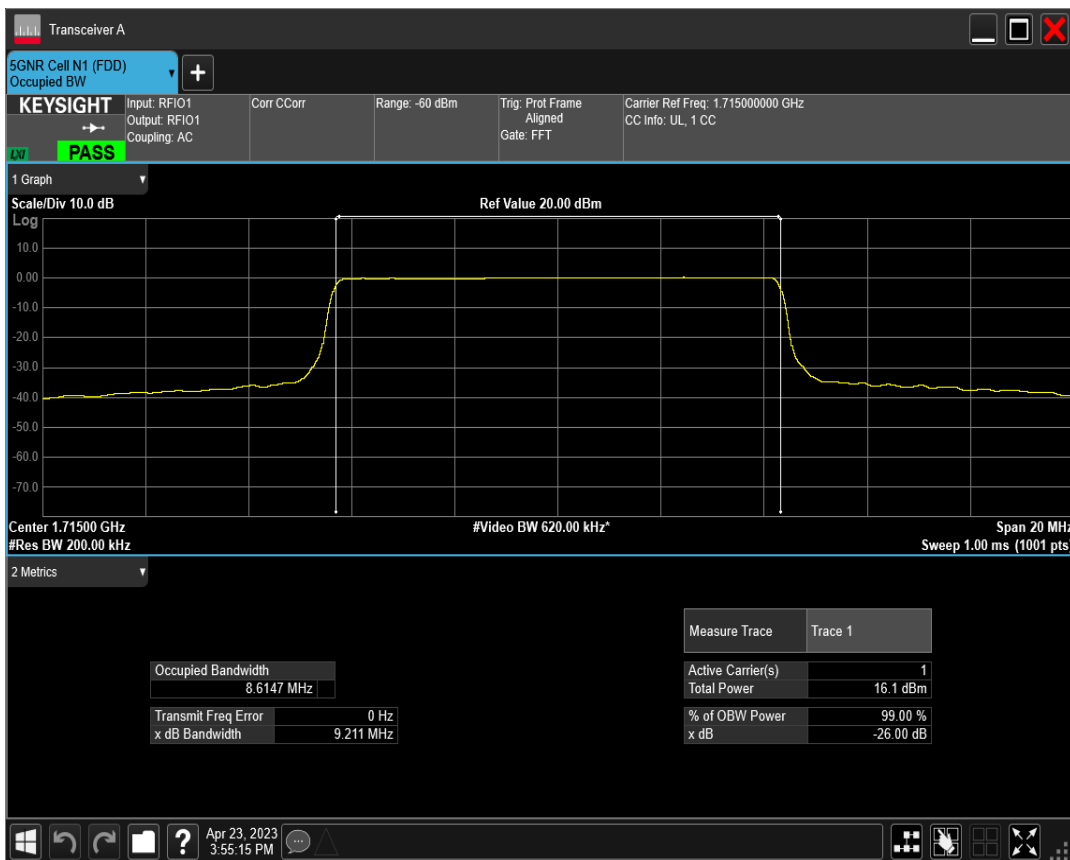 Transceiver A
5GNR Cell N1 (FDD)
Occupied BW
KEYSIGHT
LXI
PASS
Input: RFIO1
Output: RFIO1
Coupling: AC
Corr CCorr
Range: -60 dBm
Trig: Prot Frame
Aligned
Gate: FFT
Carrier Ref Freq: 1.715000000 GHz
CC Info: UL, 1 CC
1 Graph
Scale/Div 10.0 dB
Ref Value 20.00 dBm
Log
10.0
0.00
-10.0
-20.0
-30.0
-40.0
-50.0
-60.0
-70.0
Center 1.71500 GHz
#Video BW 620.00 kHz*
Span 20 MHz
#Res BW 200.00 kHz
Sweep 1.00 ms (1001 pts)
2 Metrics
Measure Trace Trace 1
Occupied Bandwidth
8.6147 MHz
Active Carrier(s) 1
Total Power 16.1 dBm
Transmit Freq Error 0 Hz
x dB Bandwidth 9.211 MHz
% of OBW Power 99.00 %
x dB -26.00 dB
?
Apr 23, 2023
3:55:15 PM